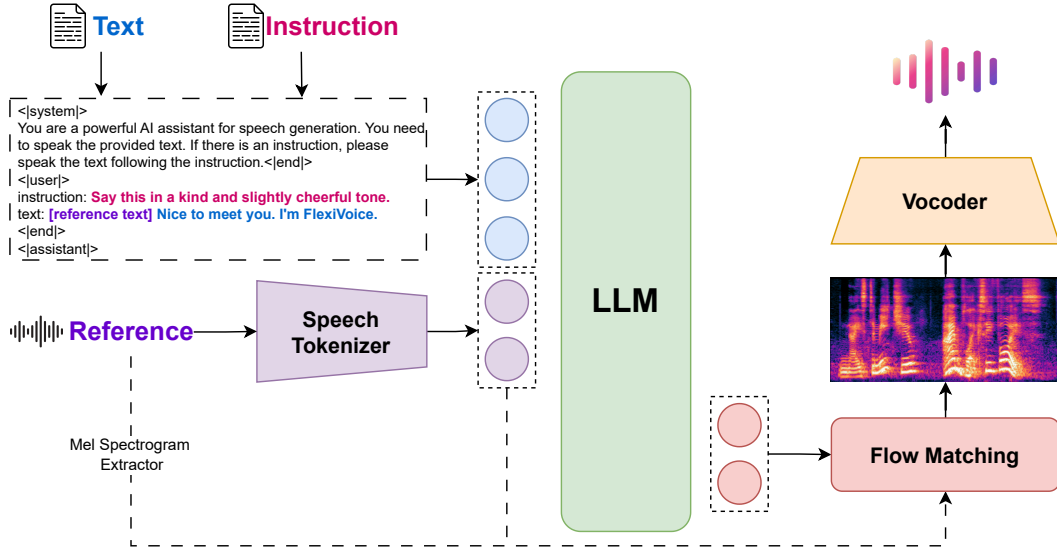 Text
Instruction
<|system|>
You are a powerful AI assistant for speech generation. You need
to speak the provided text. If there is an instruction, please
speak the text following the instruction.<|end|>
<|user|>
instruction: Say this in a kind and slightly cheerful tone.
text: [reference text] Nice to meet you. I'm FlexiVoice.
<|end|>
<|assistant|>
Reference
Speech
Tokenizer
Mel Spectrogram
Extractor
LLM
Vocoder
Flow Matching